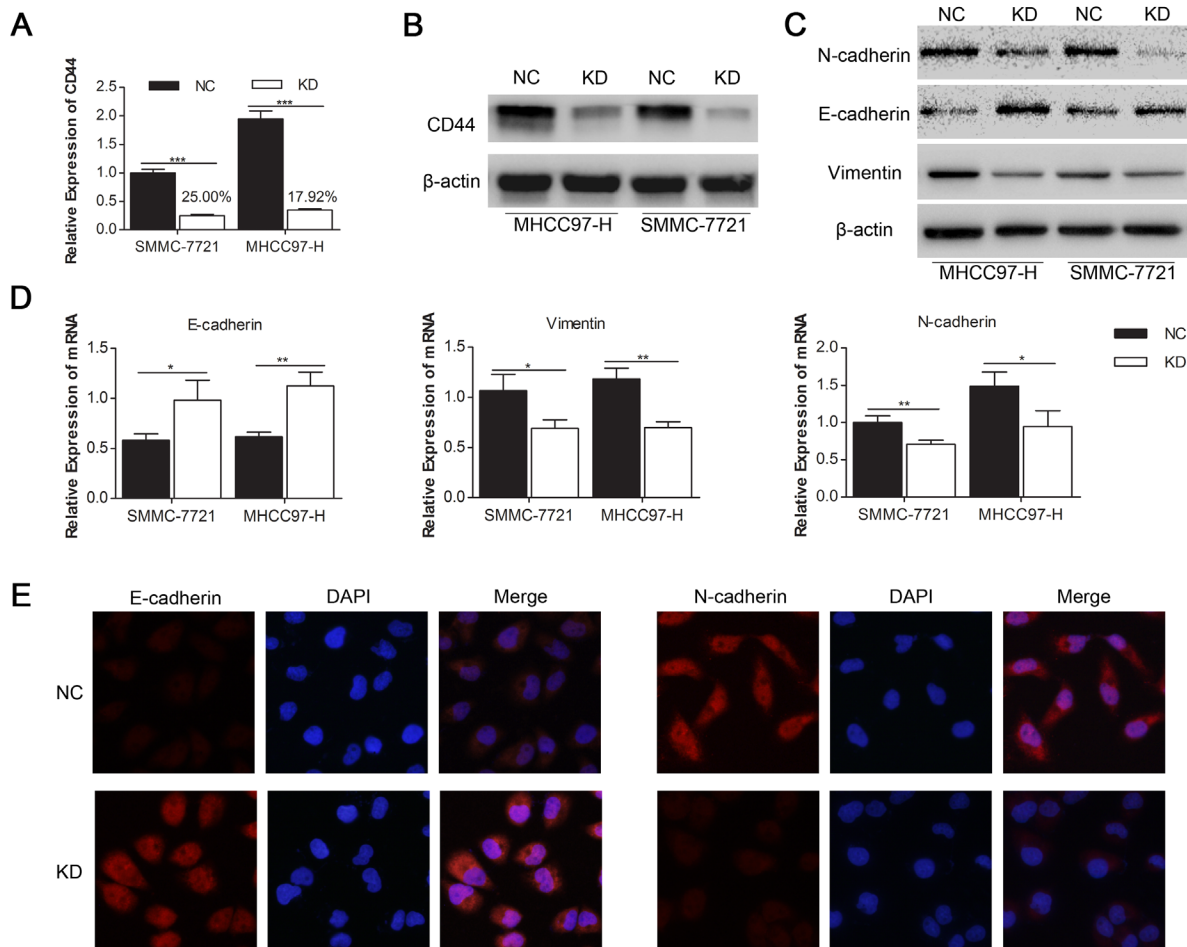 A
NC
KD
Relative Expression of CD44
2.5
2.0
1.5
1.0
0.5
0.0
***
***
25.00%
17.92%
SMMC-7721
MHCC97-H
B
NC
KD
NC
KD
CD44
β-actin
MHCC97-H
SMMC-7721
C
NC
KD
NC
KD
N-cadherin
E-cadherin
Vimentin
β-actin
MHCC97-H
SMMC-7721
D
E-cadherin
Relative Expression of mRNA
1.5
1.0
0.5
0.0
*
**
SMMC-7721
MHCC97-H
Vimentin
Relative Expression of mRNA
1.5
1.0
0.5
0.0
*
**
SMMC-7721
MHCC97-H
N-cadherin
Relative Expression of mRNA
2.0
1.5
1.0
0.5
0.0
**
*
SMMC-7721
MHCC97-H
NC
KD
E
E-cadherin
DAPI
Merge
N-cadherin
DAPI
Merge
NC
KD